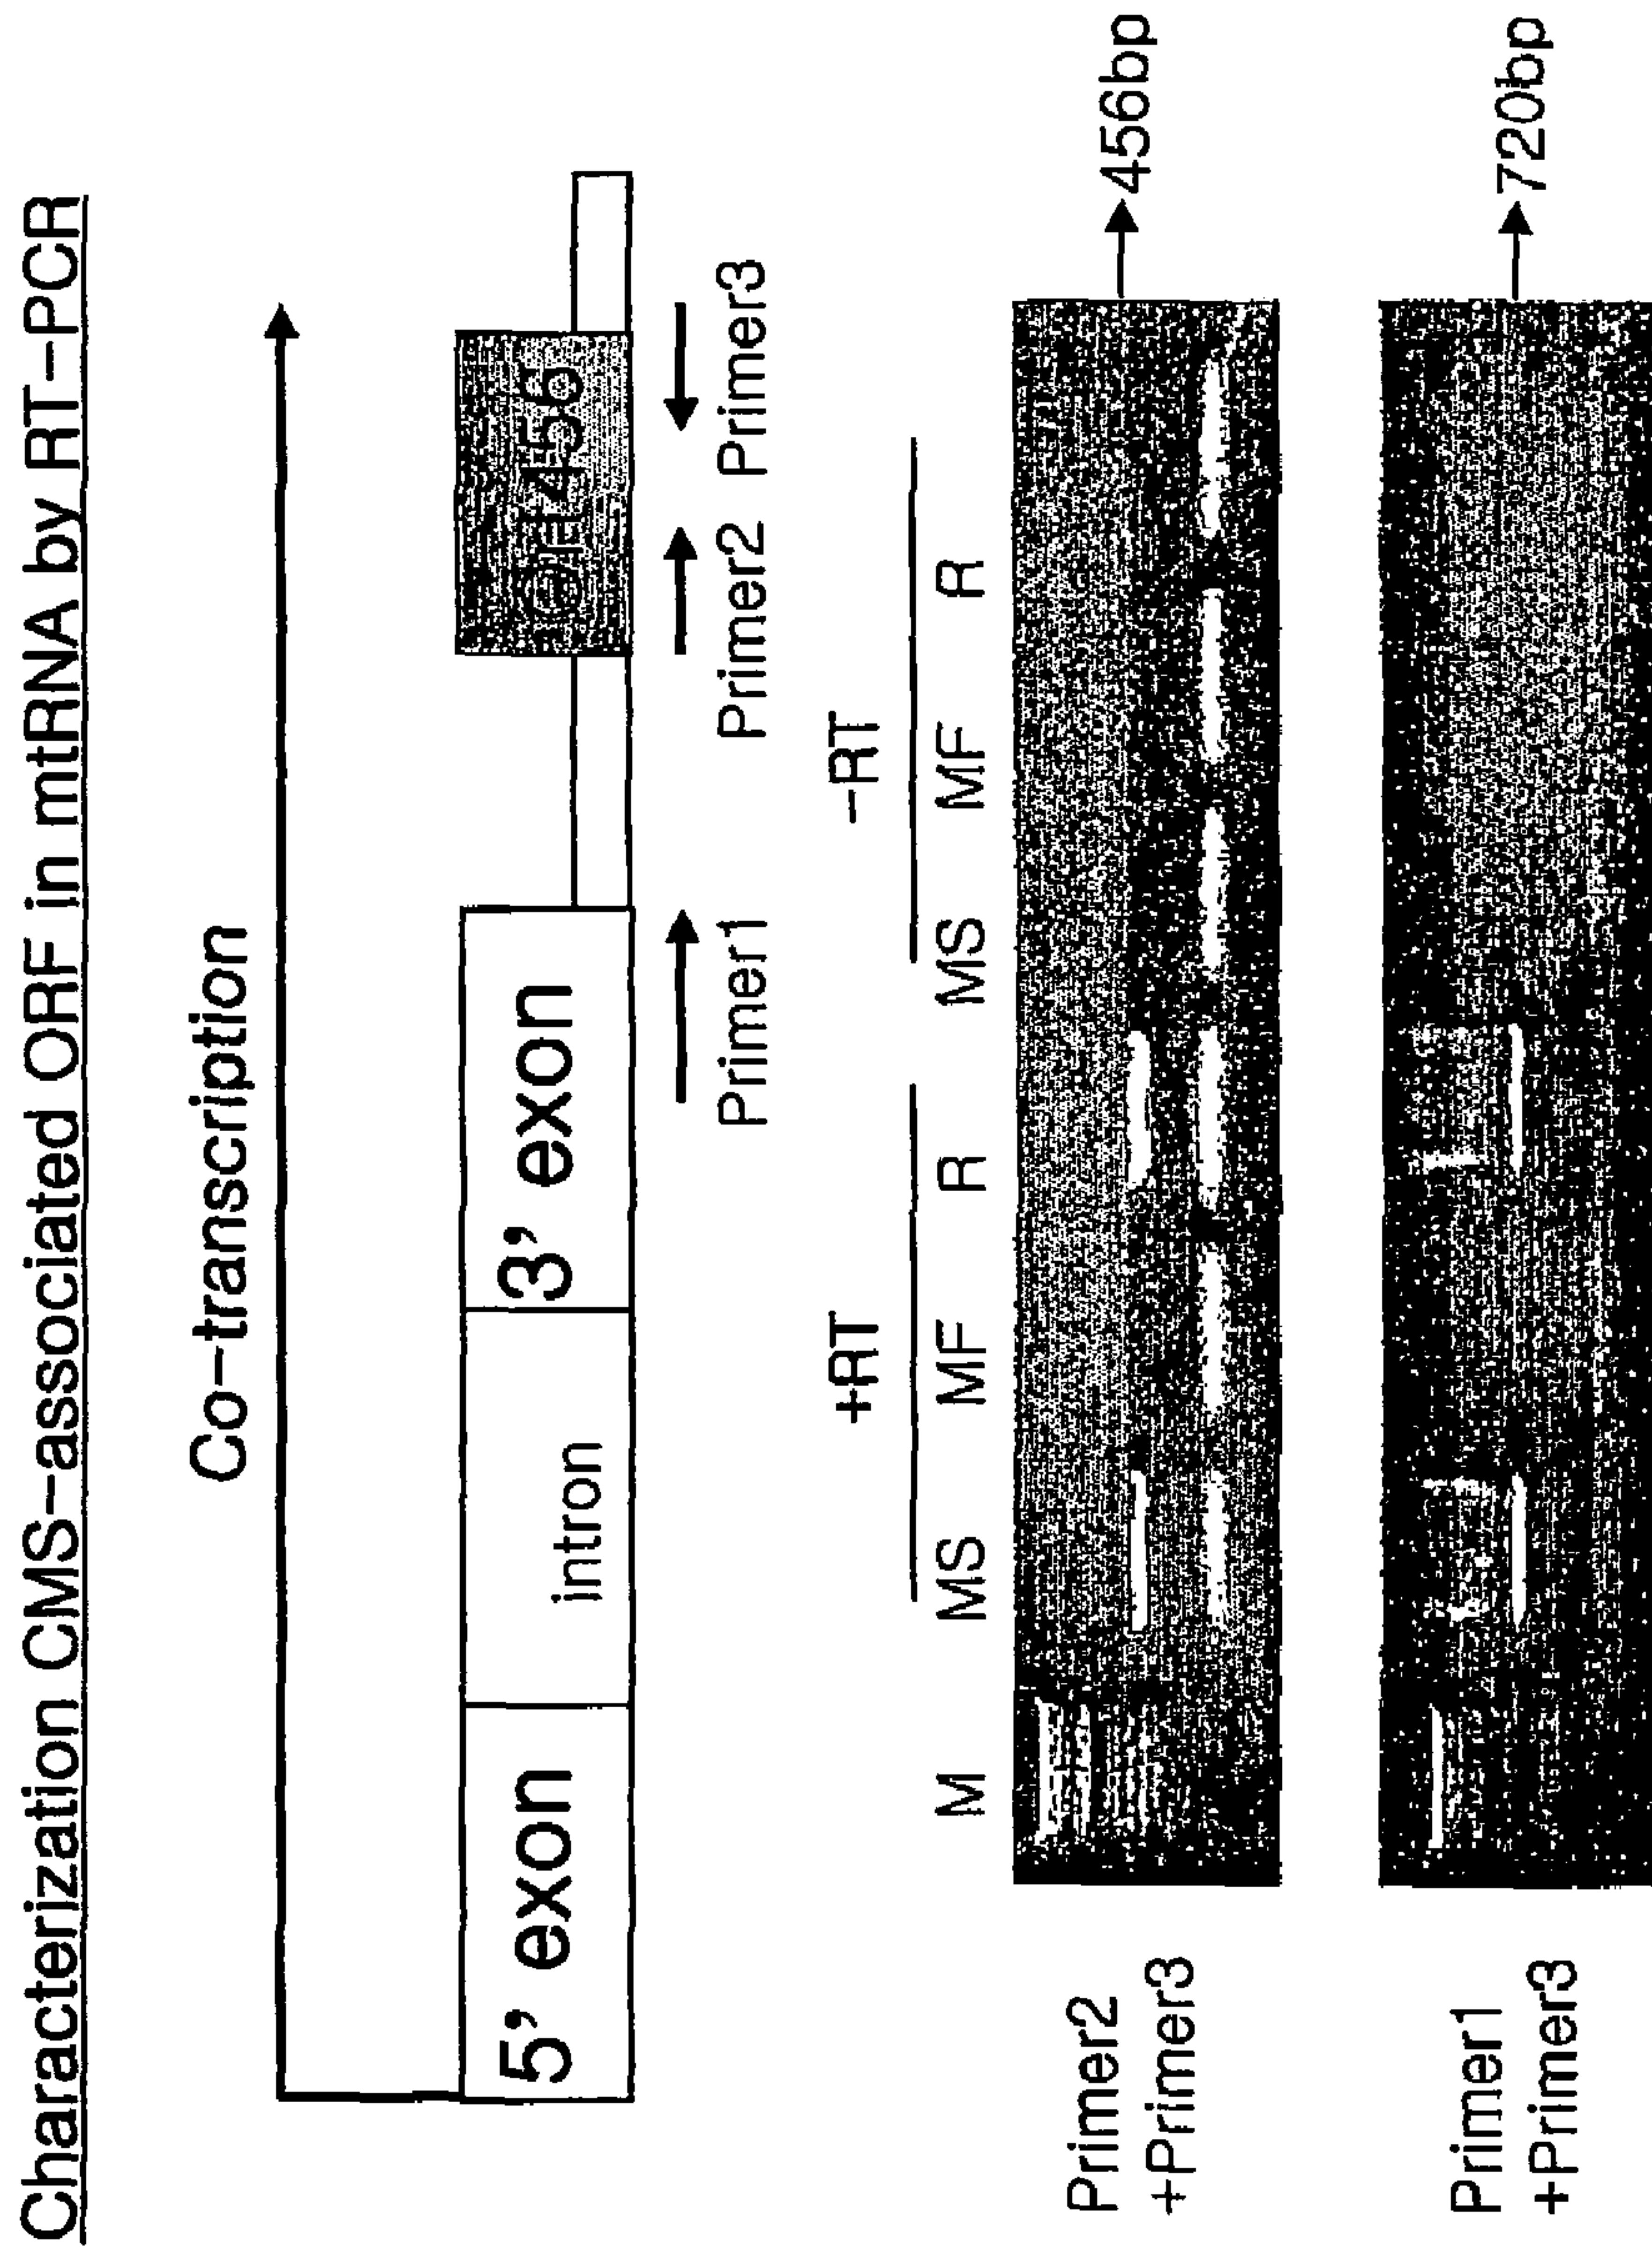 Characterization CMS-associated ORF in mtRNA by RT-PCR
Co-transcription
5' exon
intron
3' exon
Orf456
Primer1
Primer2
Primer3
+RT
-RT
M
MS
MF
R
MS
MF
R
Primer2
+Primer3
456bp
Primer1
+Primer3
720bp